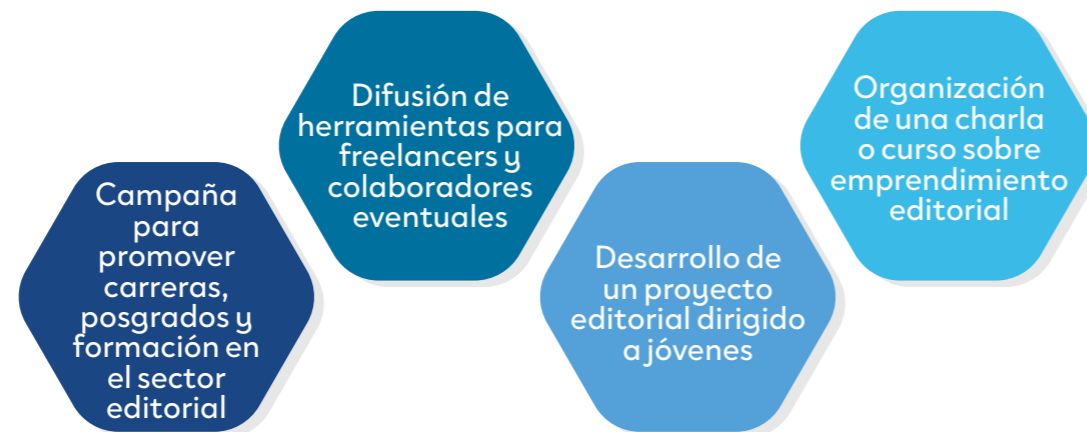 Campaña
para
promover
carreras,
posgrados y
formación en
el sector
editorial
Difusión de
herramientas para
freelancers y
colaboradores
eventuales
Desarrollo de
un proyecto
editorial dirigido
a jóvenes
Organización
de una charla
o curso sobre
emprendimiento
editorial